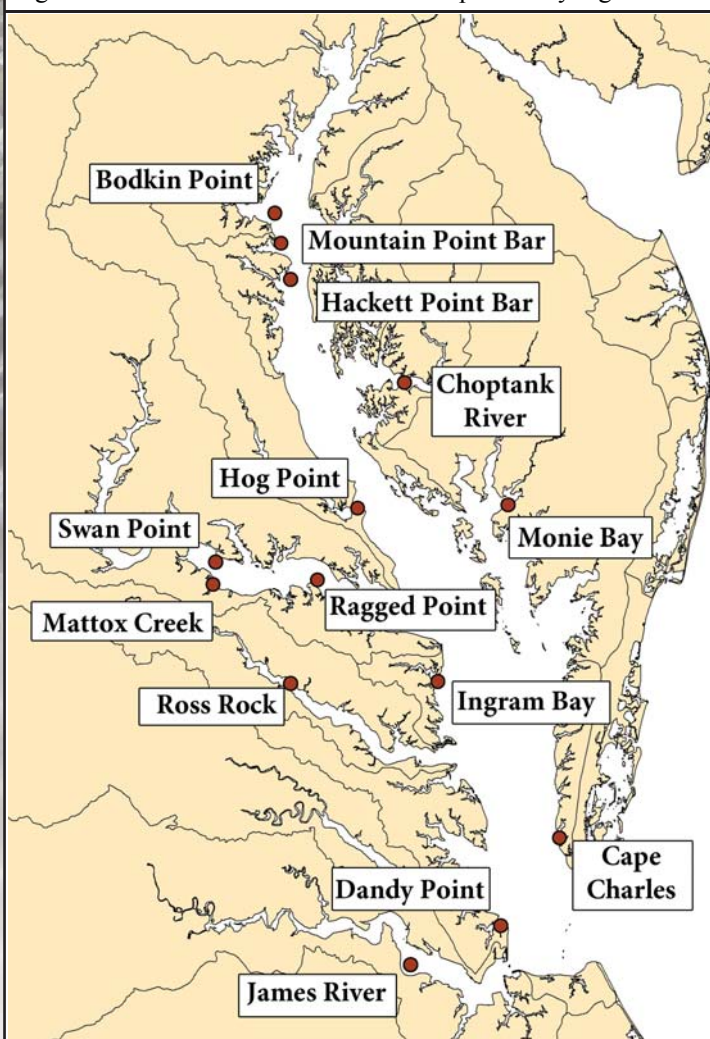 Bodkin Point
Mountain Point Bar
Hackett Point Bar
Choptank
River
Hog Point
Swan Point
Monie Bay
Ragged Point
Mattox Creek
Ross Rock
Ingram Bay
Cape
Charles
Dandy Point
James River